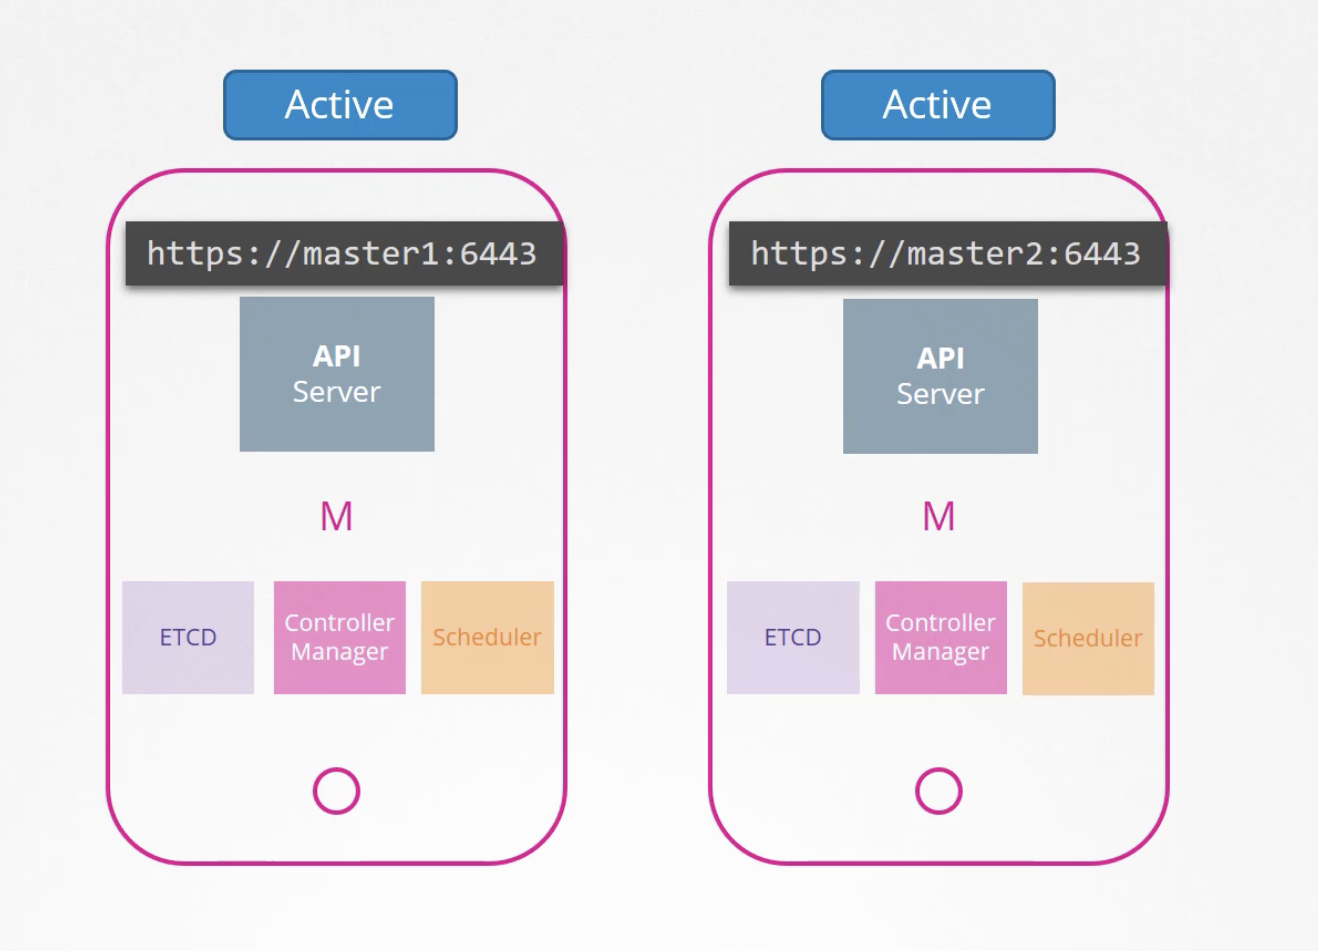 Active
https://master1:6443
API
Server
M
ETCD
Controller
Manager
Scheduler
Active
https://master2:6443
API
Server
M
ETCD
Controller
Manager
Scheduler